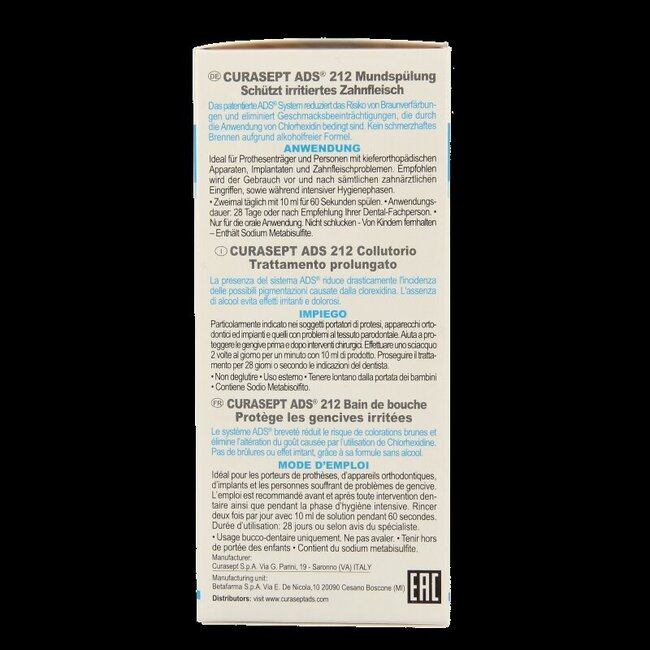 DE CURASEPT ADS® 212 Mundspülung
Schützt irritiertes Zahnfleisch
Das patentierte ADS® System reduziert das Risiko von Braunverfärbun-
gen und eliminiert Geschmacksbeeinträchtigungen, die durch
die Anwendung von Chlorhexidin bedingt sind. Kein schmerzhaftes
Brennen aufgrund alkoholfreier Formel.
ANWENDUNG
Ideal für Prothesenträger und Personen mit kieferorthopädischen
Apparaten, Implantaten und Zahnfleischproblemen. Empfohlen
wird der Gebrauch vor und nach sämtlichen zahnärztlichen
Eingriffen, sowie während intensiver Hygienephasen.
• Zweimal täglich mit 10 ml für 60 Sekunden spülen. • Anwendungs-
dauer: 28 Tage oder nach Empfehlung Ihrer Dental-Fachperson. •
Nur für die orale Anwendung. Nicht schlucken - Von Kindern fernhalten
– Enthält Sodium Metabisulfite.
I CURASEPT ADS 212 Collutorio
Trattamento prolungato
La presenza del sistema ADS® riduce drasticamente l'incidenza
delle possibili pigmentazioni causate dalla clorexidina. L'assenza
di alcool evita effetti irritanti e dolorosi.
IMPIEGO
Particolarmente indicato nei soggetti portatori di protesi, apparecchi orto-
dontici ed impianti e quelli con problemi al tessuto parodontale. Aiuta a pro-
teggere le gengive prima e dopo interventi chirurgici. Effettuare uno sciacquo
2 volte al giorno per un minuto con 10 ml di prodotto. Proseguire il tratta-
mento per 28 giorni o secondo le indicazioni del dentista.
• Non deglutire • Uso esterno • Tenere lontano dalla portata dei bambini
• Contiene Sodio Metabisolfito.
FR CURASEPT ADS® 212 Bain de bouche
Protège les gencives irritées
Le système ADS® breveté réduit le risque de colorations brunes et
élimine l'altération du goût causée par l'utilisation de Chlorhexidine.
Pas de brûlures ou effet irritant, grâce à sa formule sans alcool.
MODE D'EMPLOI
Idéal pour les porteurs de prothèses, d'appareils orthodontiques,
d'implants et les personnes souffrant de problèmes de gencive.
L'emploi est recommandé avant et après toute intervention den-
taire ainsi que pendant la phase d'hygiène intensive. Rincer
deux fois par jour avec 10 ml de solution pendant 60 secondes.
Durée d'utilisation: 28 jours ou selon avis du spécialiste.
• Usage bucco-dentaire uniquement. Ne pas avaler. • Tenir hors
de portée des enfants • Contient du sodium metabisulfite.
Manufacturer:
Curasept S.p.A. Via G. Parini, 19 - Saronno (VA) ITALY
Manufacturing unit:
Betafarma S.p.A. Via E. De Nicola,10 20090 Cesano Boscone (MI)
Distributors: visit www.curaseptads.com
EAC